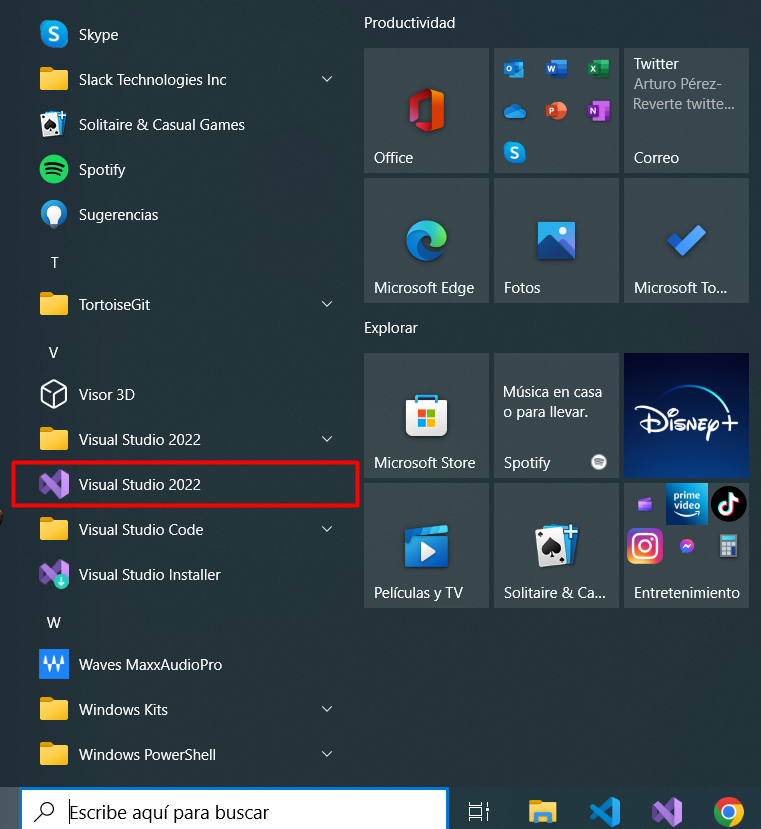 Skype
Slack Technologies Inc
Solitaire & Casual Games
Spotify
Sugerencias
T
TortoiseGit
V
Visor 3D
Visual Studio 2022
Visual Studio 2022
Visual Studio Code
Visual Studio Installer
W
Waves MaxxAudioPro
Windows Kits
Windows PowerShell
Productividad
Office
Twitter
Arturo Pérez-
Reverte twitte...
Correo
Microsoft Edge
Fotos
Microsoft To...
Explorar
Microsoft Store
Música en casa
o para llevar.
Spotify
Disney+
Películas y TV
Solitaire & Ca...
prime
video
Entretenimiento
Escribe aquí para buscar